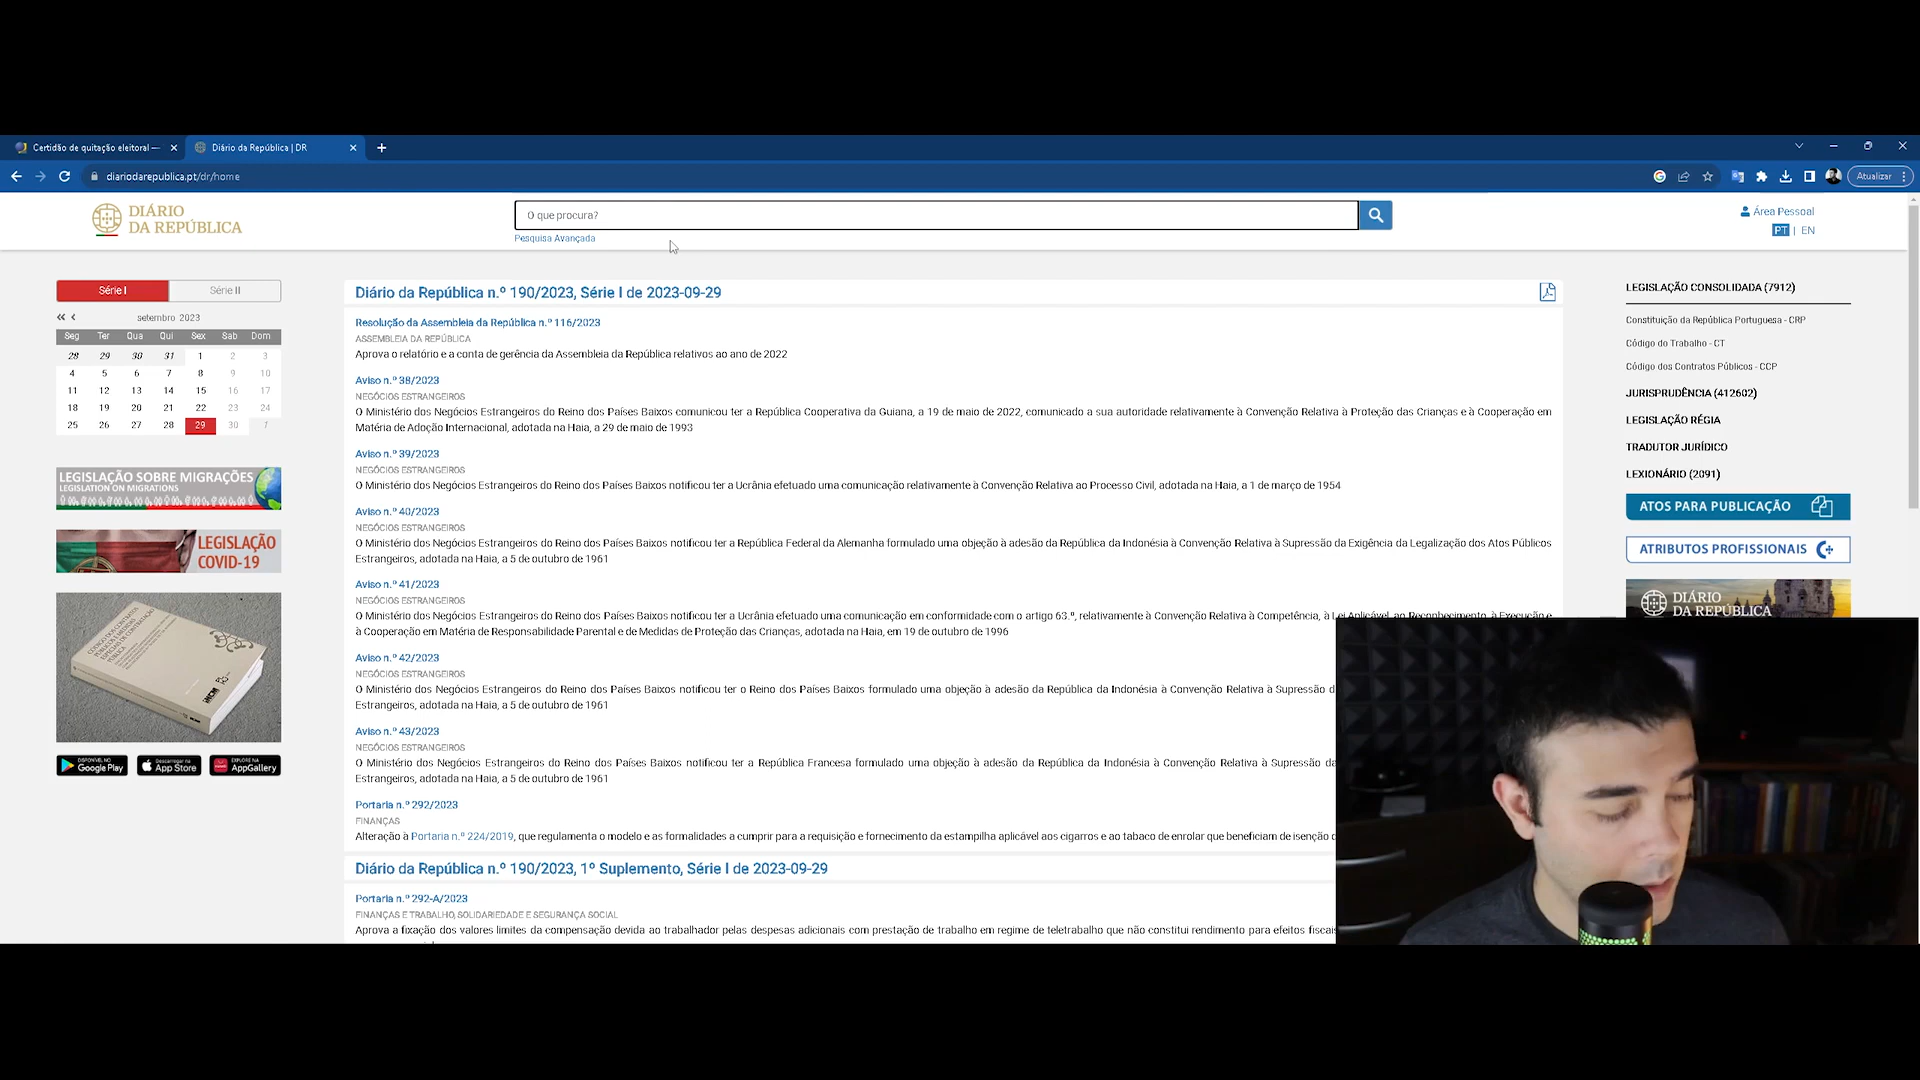 Certidão de quitação eleitoral —
Diário da República | DR
diariodarepublica.pt/dr/home
Atualizar
DIÁRIO
DA REPÚBLICA
O que procura?
Pesquisa Avançada
Área Pessoal
PT | EN
Série I
Série II
setembro 2023
Seg Ter Qua Qui Sex Sab Dom
28 29 30 31 1 2 3
4 5 6 7 8 9 10
11 12 13 14 15 16 17
18 19 20 21 22 23 24
25 26 27 28 29 30 1
LEGISLAÇÃO SOBRE MIGRAÇÕES
LEGISLATION ON MIGRATIONS
LEGISLAÇÃO
COVID-19
Google Play
App Store
AppGallery
Diário da República n.º 190/2023, Série I de 2023-09-29
Resolução da Assembleia da República n.º 116/2023
ASSEMBLEIA DA REPÚBLICA
Aprova o relatório e a conta de gerência da Assembleia da República relativos ao ano de 2022
Aviso n.º 38/2023
NEGÓCIOS ESTRANGEIROS
O Ministério dos Negócios Estrangeiros do Reino dos Países Baixos comunicou ter a República Cooperativa da Guiana, a 19 de maio de 2022, comunicado a sua autoridade relativamente à Convenção Relativa à Proteção das Crianças e à Cooperação em
Matéria de Adoção Internacional, adotada na Haia, a 29 de maio de 1993
Aviso n.º 39/2023
NEGÓCIOS ESTRANGEIROS
O Ministério dos Negócios Estrangeiros do Reino dos Países Baixos notificou ter a Ucrânia efetuado uma comunicação relativamente à Convenção Relativa ao Processo Civil, adotada na Haia, a 1 de março de 1954
Aviso n.º 40/2023
NEGÓCIOS ESTRANGEIROS
O Ministério dos Negócios Estrangeiros do Reino dos Países Baixos notificou ter a República Federal da Alemanha formulado uma objeção à adesão da República da Indonésia à Convenção Relativa à Supressão da Exigência da Legalização dos Atos Públicos
Estrangeiros, adotada na Haia, a 5 de outubro de 1961
Aviso n.º 41/2023
NEGÓCIOS ESTRANGEIROS
O Ministério dos Negócios Estrangeiros do Reino dos Países Baixos notificou ter a Ucrânia efetuado uma comunicação em conformidade com o artigo 63.º, relativamente à Convenção Relativa à Competência, à Lei Aplicável, ao Reconhecimento, à Execução e
à Cooperação em Matéria de Responsabilidade Parental e de Medidas de Proteção das Crianças, adotada na Haia, em 19 de outubro de 1996
Aviso n.º 42/2023
NEGÓCIOS ESTRANGEIROS
O Ministério dos Negócios Estrangeiros do Reino dos Países Baixos notificou ter o Reino dos Países Baixos formulado uma objeção à adesão da República da Indonésia à Convenção Relativa à Supressão d
Estrangeiros, adotada na Haia, a 5 de outubro de 1961
Aviso n.º 43/2023
NEGÓCIOS ESTRANGEIROS
O Ministério dos Negócios Estrangeiros do Reino dos Países Baixos notificou ter a República Francesa formulado uma objeção à adesão da República da Indonésia à Convenção Relativa à Supressão da
Estrangeiros, adotada na Haia, a 5 de outubro de 1961
Portaria n.º 292/2023
FINANÇAS
Alteração à Portaria n.º 224/2019, que regulamenta o modelo e as formalidades a cumprir para a requisição e fornecimento da estampilha aplicável aos cigarros e ao tabaco de enrolar que beneficiam de isenção
Diário da República n.º 190/2023, 1º Suplemento, Série I de 2023-09-29
Portaria n.º 292-A/2023
FINANÇAS E TRABALHO, SOLIDARIEDADE E SEGURANÇA SOCIAL
Aprova a fixação dos valores limites da compensação devida ao trabalhador pelas despesas adicionais com prestação de trabalho em regime de teletrabalho que não constitui rendimento para efeitos fiscais
LEGISLAÇÃO CONSOLIDADA (7912)
Constituição da República Portuguesa - CRP
Código do Trabalho - CT
Código dos Contratos Públicos - CCP
JURISPRUDÊNCIA (412602)
LEGISLAÇÃO RÉGIA
TRADUTOR JURÍDICO
LEXIONÁRIO (2091)
ATOS PARA PUBLICAÇÃO
ATRIBUTOS PROFISSIONAIS
DIÁRIO
DA REPÚBLICA